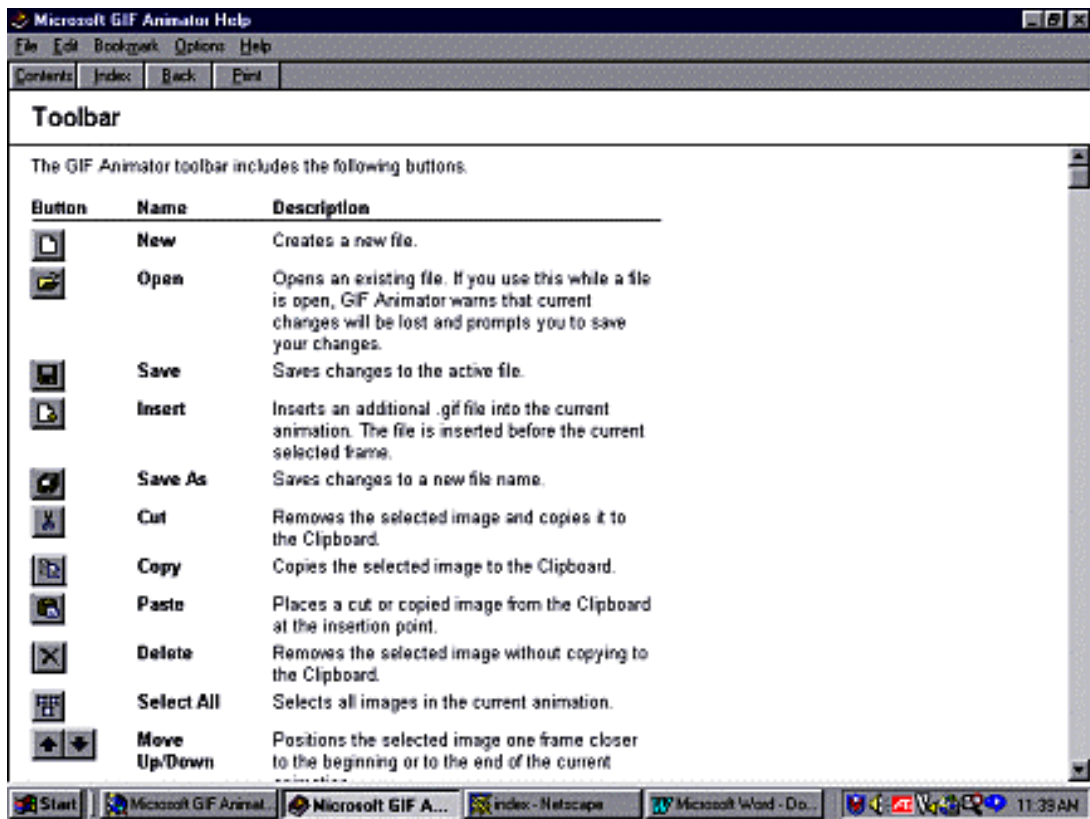 Microsoft GIF Animator Help
File Edit Bookmark Options Help
Contents Index Back Print
Toolbar
The GIF Animator toolbar includes the following buttons.
Button Name Description
New Creates a new file.
Open Opens an existing file. If you use this while a file
is open, GIF Animator warns that current
changes will be lost and prompts you to save
your changes.
Save Saves changes to the active file.
Insert Inserts an additional .gif file into the current
animation. The file is inserted before the current
selected frame.
Save As Saves changes to a new file name.
Cut Removes the selected image and copies it to
the Clipboard.
Copy Copies the selected image to the Clipboard.
Paste Places a cut or copied image from the Clipboard
at the insertion point.
Delete Removes the selected image without copying to
the Clipboard.
Select All Selects all images in the current animation.
Move Positions the selected image one frame closer
Up/Down to the beginning or to the end of the current
Start Microsoft GIF Animat... Microsoft GIF A... index - Netscape Microsoft Word - Do... 11:39 AM